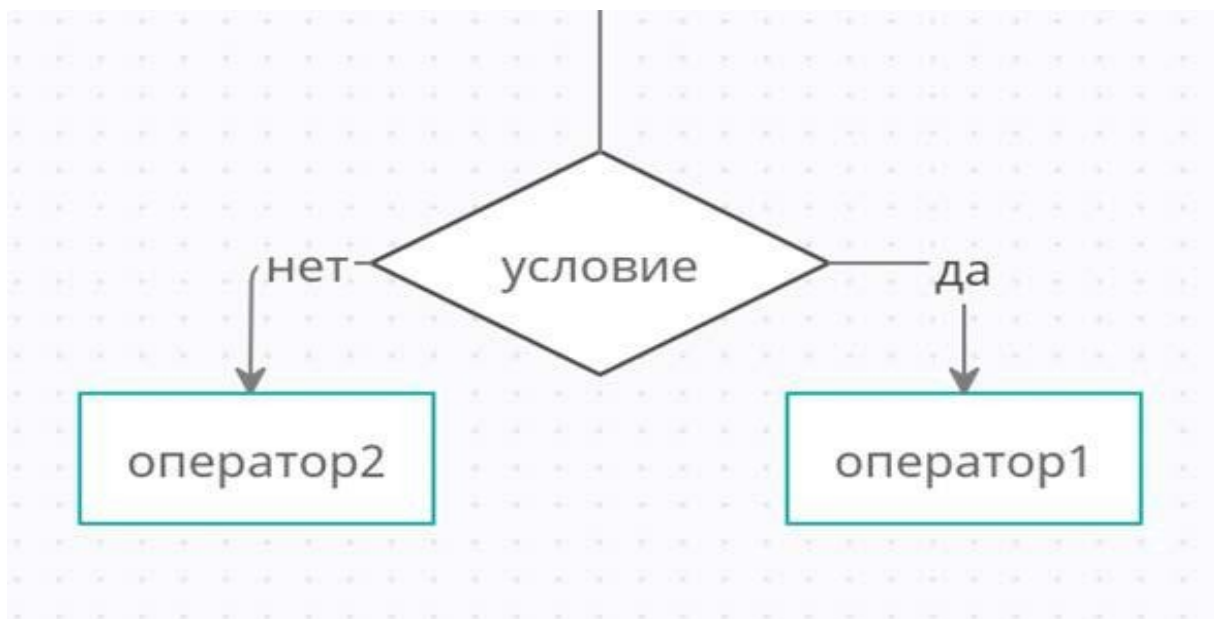 нет
условие
да
оператор2
оператор1